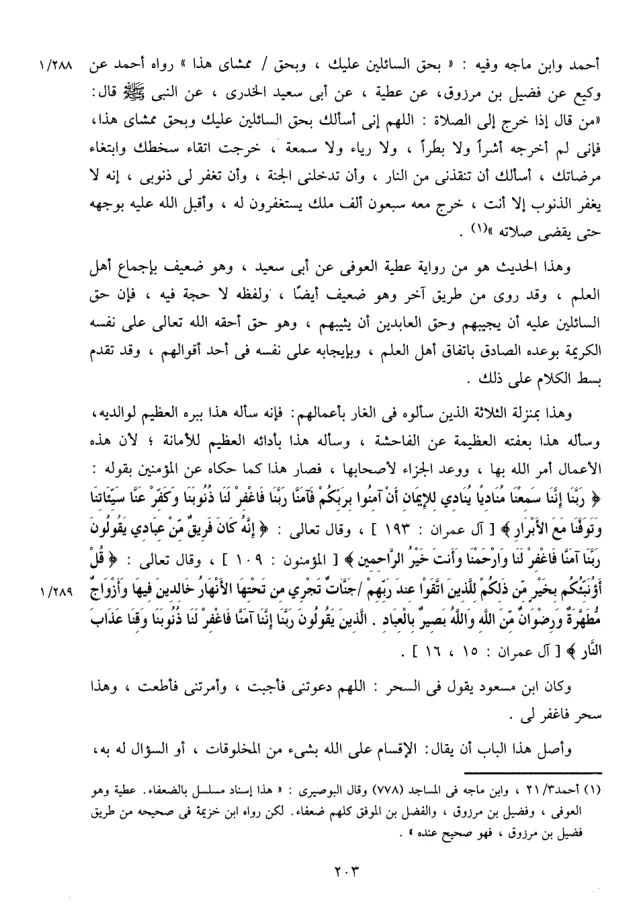 أحمد وابن ماجه وفيه : « بحق السائلين عليك ، وبحق / ممشاى هذا » رواه أحمد عن ١/٢٨٨
وكيع عن فضيل بن مرزوق، عن عطية ، عن أبى سعيد الخدرى ، عن النبى ﷺ قال:
«من قال إذا خرج إلى الصلاة : اللهم إنى أسألك بحق السائلين عليك وبحق ممشاى هذا،
فإنى لم أخرجه أشراً ولا بطراً ، ولا رياء ولا سمعة ، خرجت اتقاء سخطك وابتغاء
مرضاتك ، أسألك أن تنقذنى من النار ، وأن تدخلنى الجنة ، وأن تغفر لى ذنوبى ، إنه لا
يغفر الذنوب إلا أنت ، خرج معه سبعون ألف ملك يستغفرون له ، وأقبل الله عليه بوجهه
حتى يقضى صلاته »(١) .
وهذا الحديث هو من رواية عطية العوفى عن أبى سعيد ، وهو ضعيف بإجماع أهل
العلم ، وقد روى من طريق آخر وهو ضعيف أيضًا ، ولفظه لا حجة فيه ، فإن حق
السائلين عليه أن يجيبهم وحق العابدين أن يثيبهم ، وهو حق أحقه الله تعالى على نفسه
الكريمة بوعده الصادق باتفاق أهل العلم ، وبإيجابه على نفسه فى أحد أقوالهم ، وقد تقدم
بسط الكلام على ذلك .
وهذا بمنزلة الثلاثة الذين سألوه فى الغار بأعمالهم: فإنه سأله هذا ببره العظيم لوالديه،
وسأله هذا بعفته العظيمة عن الفاحشة ، وسأله هذا بأدائه العظيم للأمانة ؛ لأن هذه
الأعمال أمر الله بها ، ووعد الجزاء لأصحابها ، فصار هذا كما حكاه عن المؤمنين بقوله :
﴿ رَبَّنَا إِنَّنَا سَمِعْنَا مُنَادِيًا يُنَادِي لِلإِيمَانِ أَنْ آمِنُوا بِرَبِّكُمْ فَآمَنَّا رَبَّنَا فَاغْفِرْ لَنَا ذُنُوبَنَا وَكَفِّرْ عَنَّا سَيِّئَاتِنَا
وَتَوَفَّنَا مَعَ الأَبْرَارِ ﴾ [ آل عمران : ١٩٣ ] ، وقال تعالى : ﴿ إِنَّهُ كَانَ فَرِيقٌ مِّنْ عِبَادِي يَقُولُونَ
رَبَّنَا آمَنَّا فَاغْفِرْ لَنَا وَارْحَمْنَا وَأَنتَ خَيْرُ الرَّاحِمِينَ ﴾ [ المؤمنون : ١٠٩ ] ، وقال تعالى : ﴿ قُلْ
أَؤُنَبِّئُكُم بِخَيْرٍ مِّن ذَلِكُمْ لِلَّذِينَ اتَّقَوْا عِندَ رَبِّهِمْ /جَنَّاتٌ تَجْرِي مِن تَحْتِهَا الأَنْهَارُ خَالِدِينَ فِيهَا وَأَزْوَاجٌ ١/٢٨٩
مُّطَهَّرَةٌ وَرِضْوَانٌ مِّنَ اللَّهِ وَاللَّهُ بَصِيرٌ بِالْعِبَادِ . الَّذِينَ يَقُولُونَ رَبَّنَا إِنَّنَا آمَنَّا فَاغْفِرْ لَنَا ذُنُوبَنَا وَقِنَا عَذَابَ
النَّارِ ﴾ [ آل عمران : ١٥ ، ١٦ ] .
وكان ابن مسعود يقول فى السحر : اللهم دعوتنى فأجبت ، وأمرتنى فأطعت ، وهذا
سحر فاغفر لى .
وأصل هذا الباب أن يقال: الإقسام على الله بشىء من المخلوقات ، أو السؤال له به،
(١) أحمد٣/ ٢١ ، وابن ماجه فى المساجد (٧٧٨) وقال البوصيرى : « هذا إسناد مسلسل بالضعفاء. عطية وهو
العوفى ، وفضيل بن مرزوق ، والفضل بن الموفق كلهم ضعفاء. لكن رواه ابن خزيمة فى صحيحه من طريق
فضيل بن مرزوق ، فهو صحيح عنده » .
٢٠٣